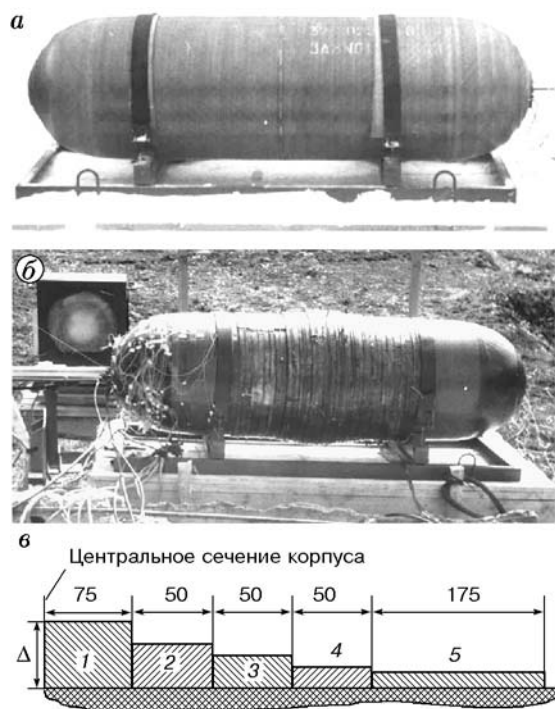 а
б
в
Центральное сечение корпуса
75 50 50 50 175
Δ 1 2 3 4 5